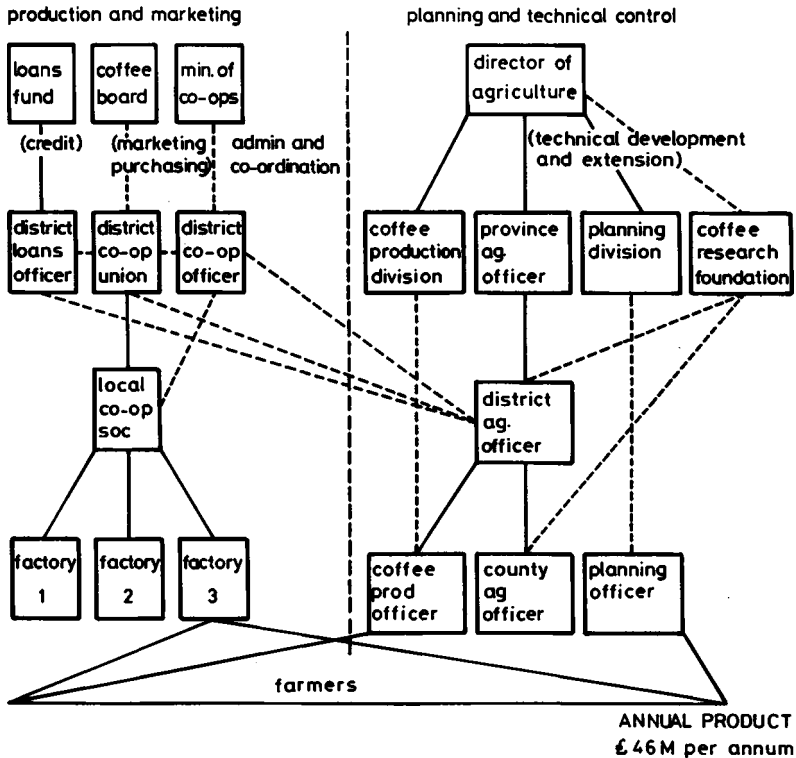 production and marketing
planning and technical control
loans
fund
coffee
board
min. of
co-ops
director of
agriculture
(credit)
(marketing
purchasing)
admin and
co-ordination
(technical development
and extension)
district
loans
officer
district
co-op
union
district
co-op
officer
coffee
production
division
province
ag.
officer
planning
division
coffee
research
foundation
local
co-op
soc
district
ag.
officer
factory
1
factory
2
factory
3
coffee
prod
officer
county
ag
officer
planning
officer
farmers
ANNUAL PRODUCT
£46M per annum